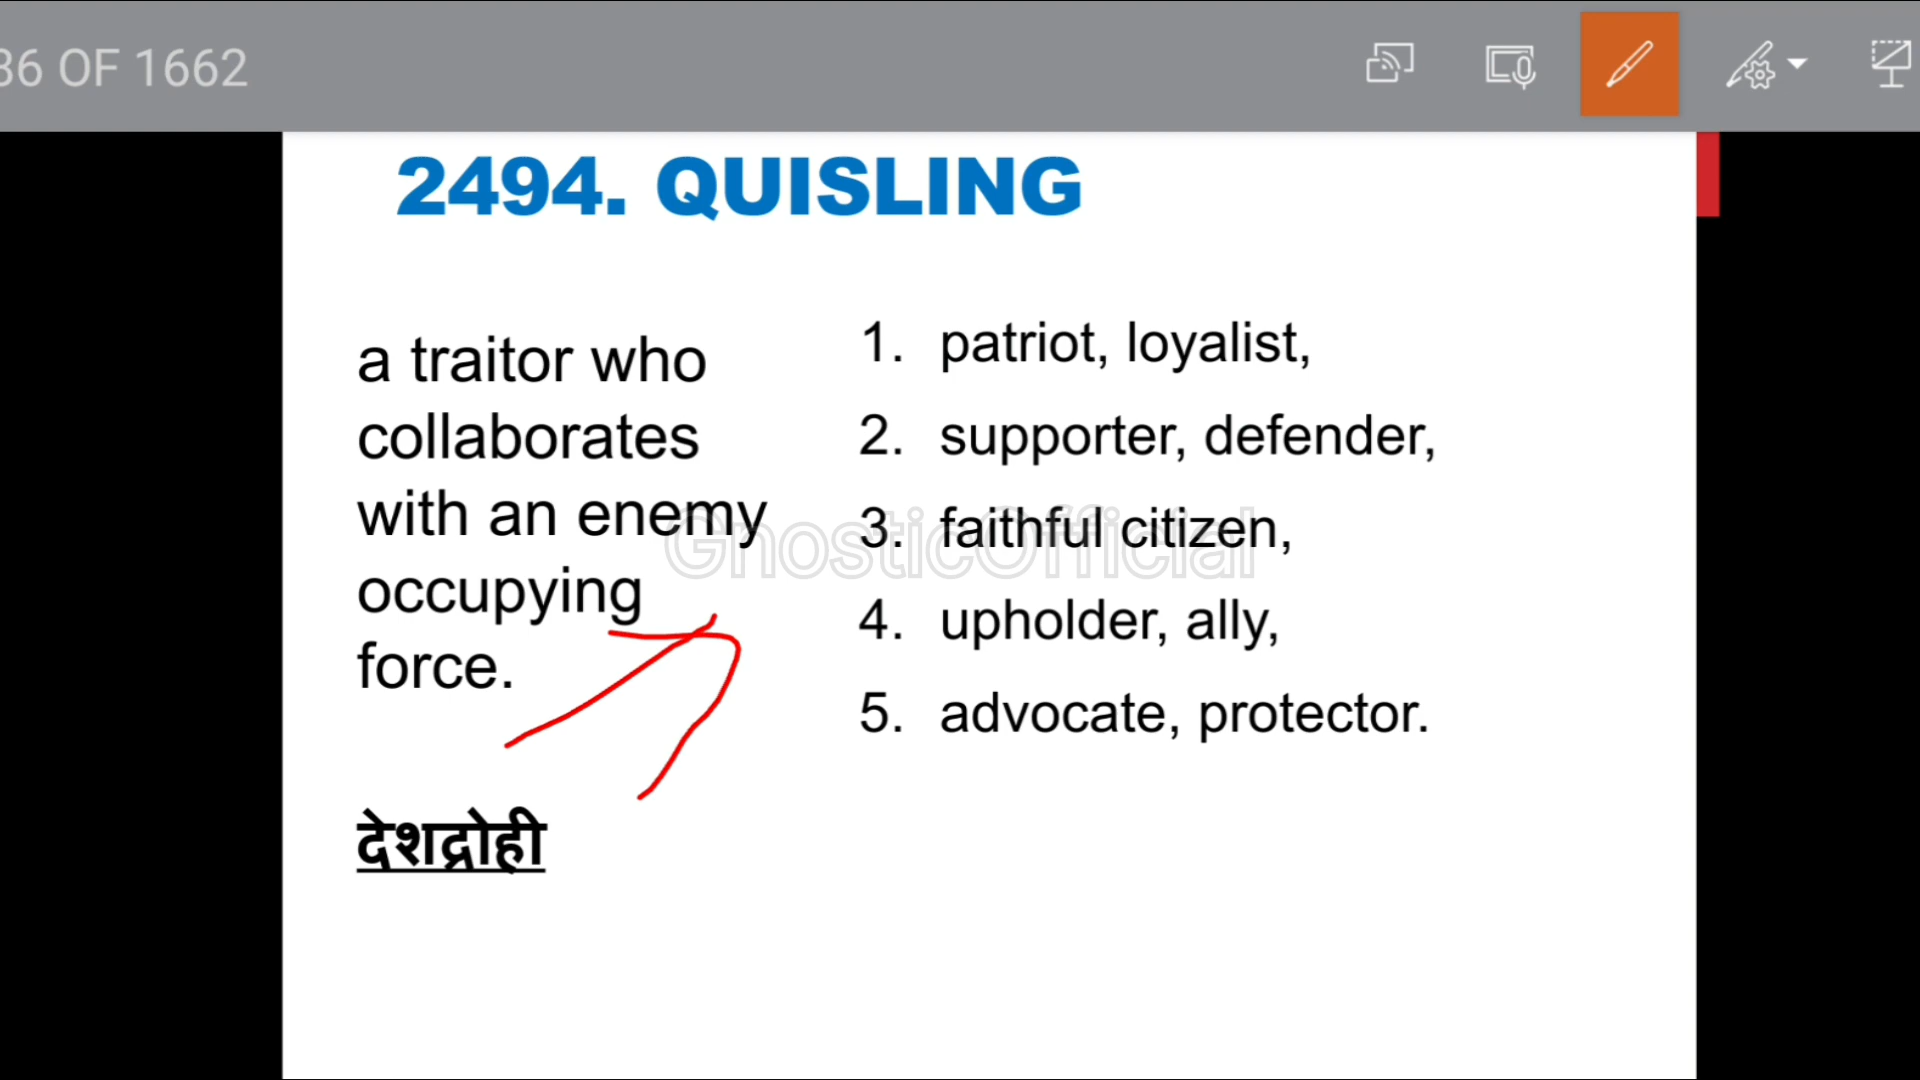 36 OF 1662
2494. QUISLING
a traitor who
collaborates
with an enemy
occupying
force.
देशद्रोही
1. patriot, loyalist,
2. supporter, defender,
3. faithful citizen,
4. upholder, ally,
5. advocate, protector.
GnosticOfficial